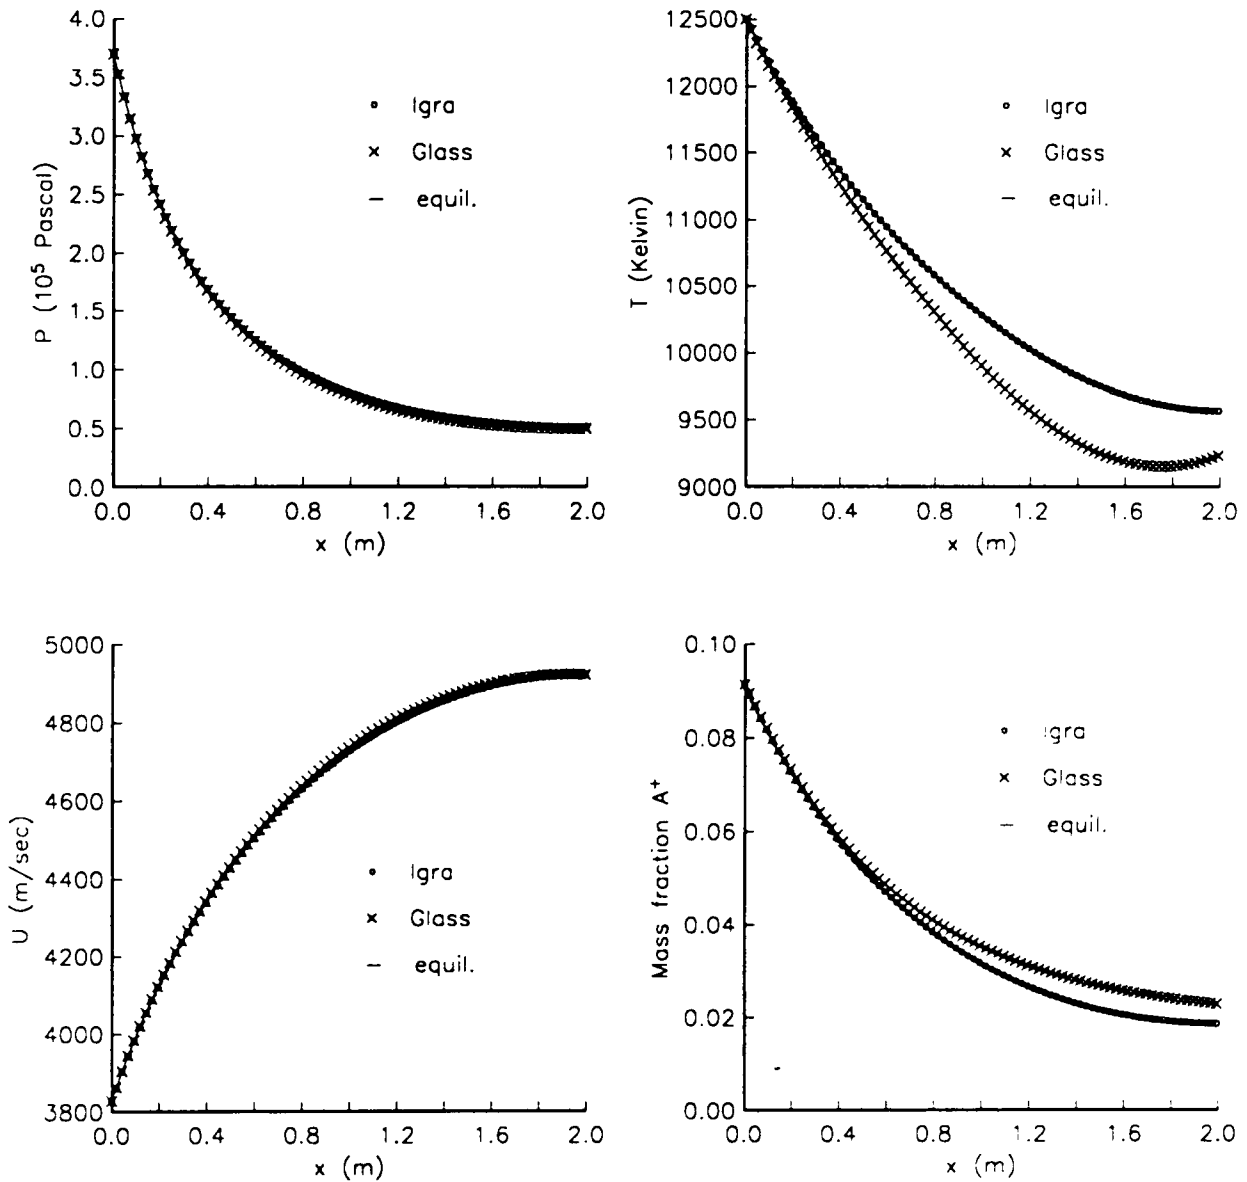 4.0
3.5
3.0
2.5
2.0
1.5
1.0
0.5
0.0
P (10⁵ Pascal)
o Igra
× Glass
— equil.
0.0 0.4 0.8 1.2 1.6 2.0
x (m)
12500
12000
11500
11000
10500
10000
9500
9000
T (Kelvin)
o Igra
× Glass
— equil.
0.0 0.4 0.8 1.2 1.6 2.0
x (m)
5000
4800
4600
4400
4200
4000
3800
U (m/sec)
o Igra
× Glass
— equil.
0.0 0.4 0.8 1.2 1.6 2.0
x (m)
0.10
0.08
0.06
0.04
0.02
0.00
Mass fraction A⁺
o Igra
× Glass
— equil.
0.0 0.4 0.8 1.2 1.6 2.0
x (m)